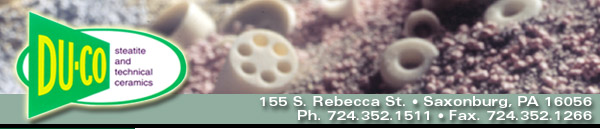 DU-CO
steatite
and
technical
ceramics
155 S. Rebecca St. • Saxonburg, PA 16056
Ph. 724.352.1511 • Fax. 724.352.1266